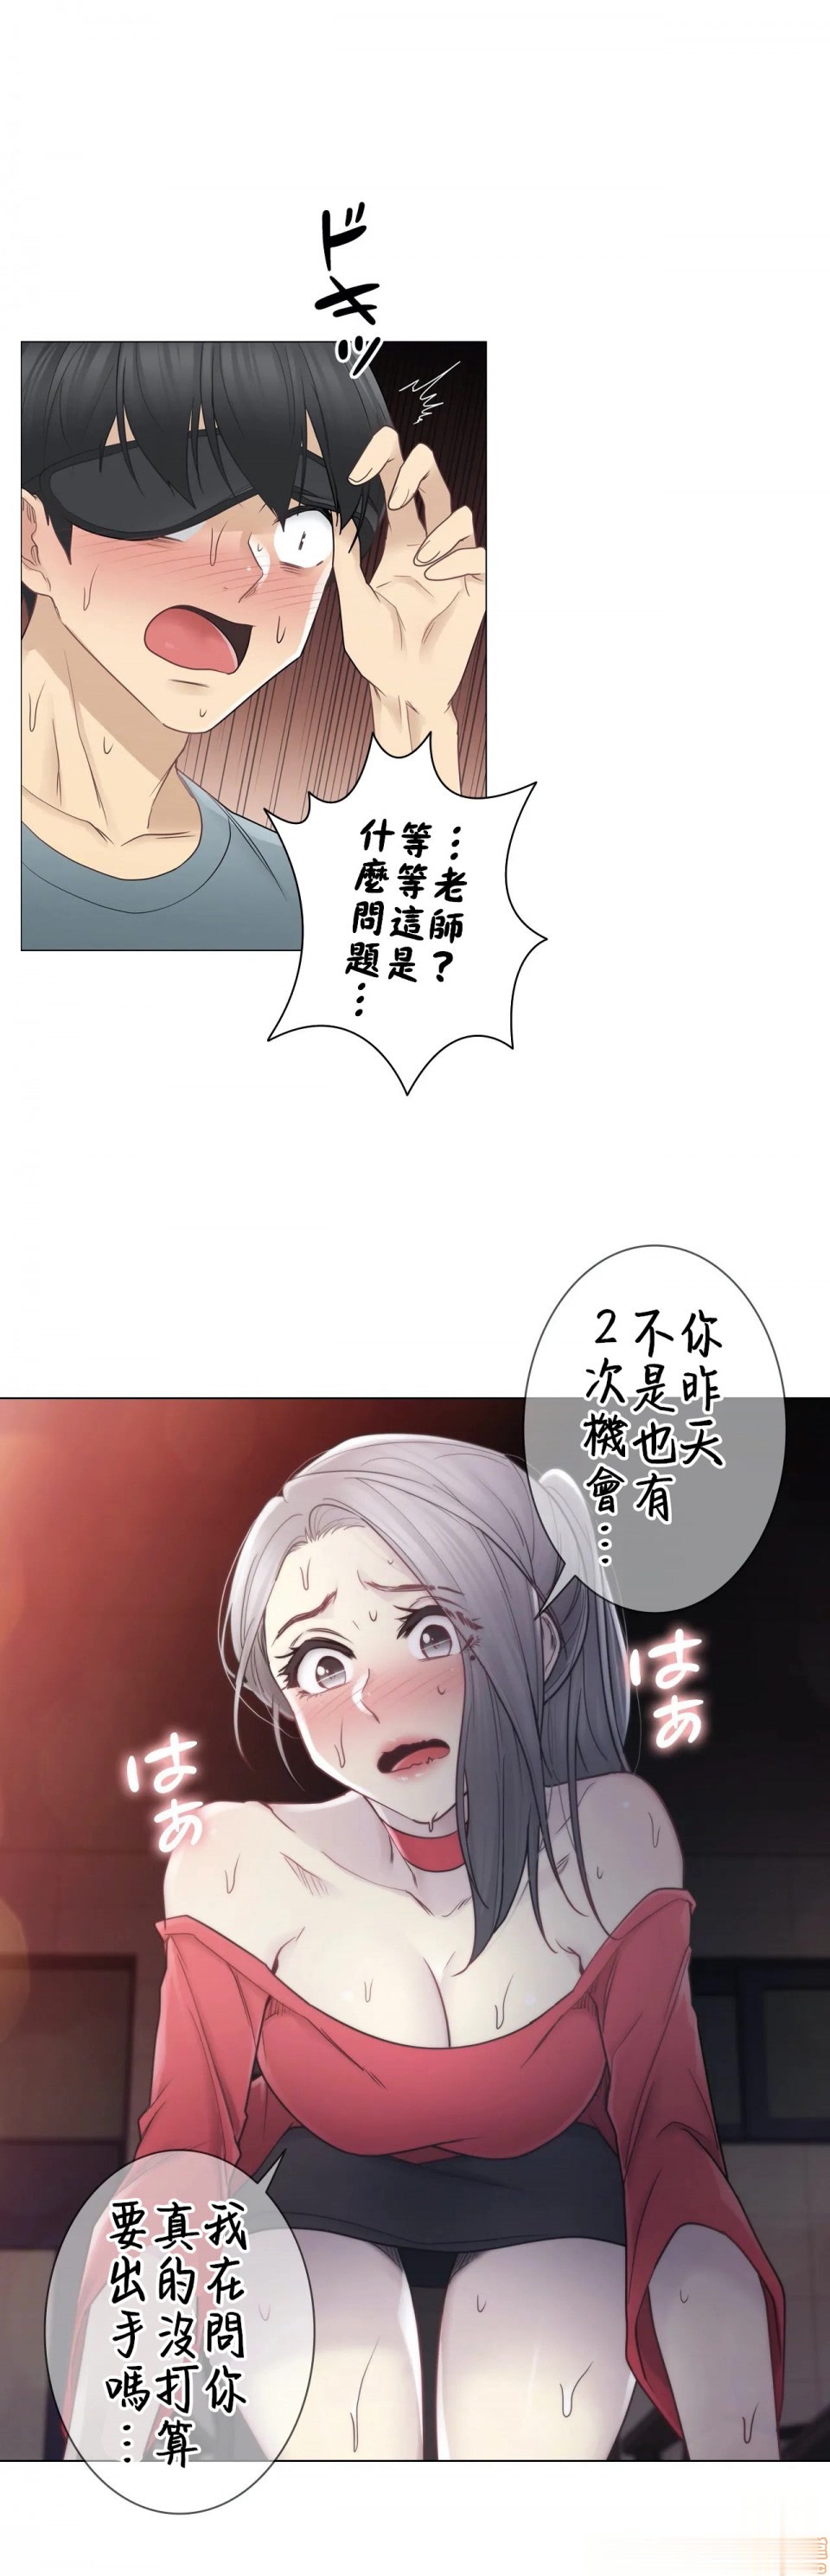 ドキッ
…老師？
等等這是
什麼問題…
你昨天
不是也有
2次機會…
はぁ
はぁ
我在問你
真的沒打算
要出手嗎…